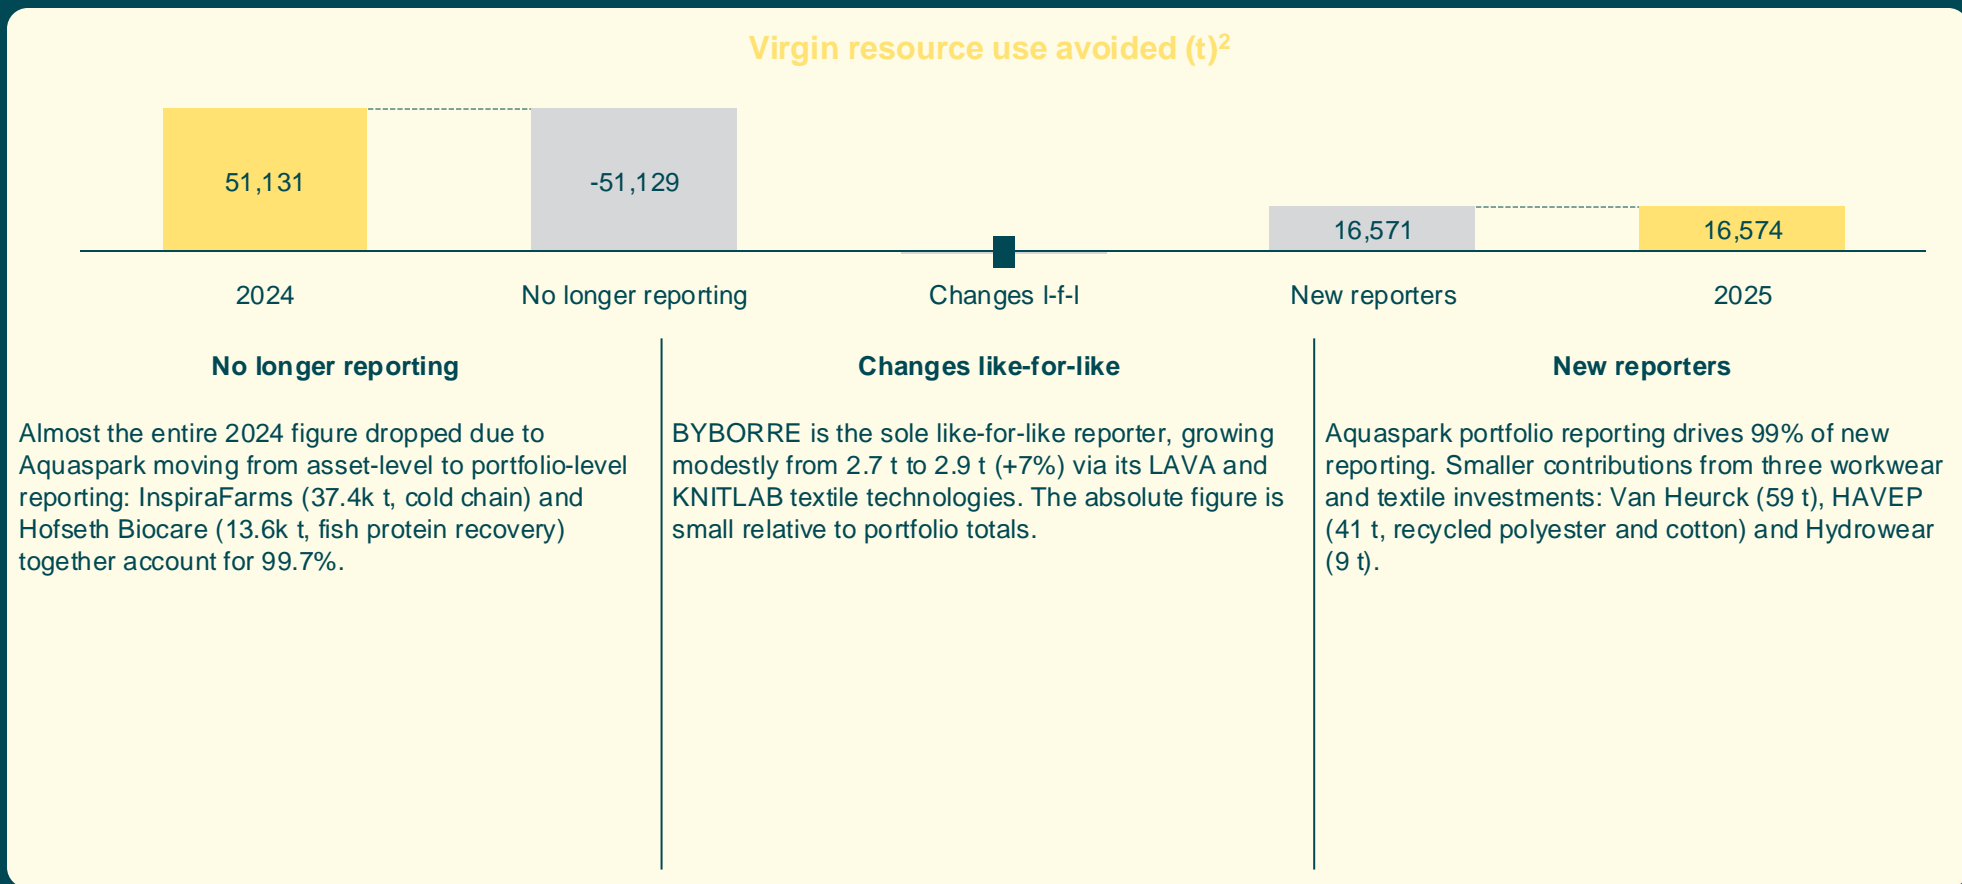 Virgin resource use avoided (t)²
51,131
-51,129
16,571
16,574
2024
No longer reporting
Changes l-f-l
New reporters
2025
No longer reporting
Almost the entire 2024 figure dropped due to
Aquaspark moving from asset-level to portfolio-level
reporting: InspiraFarms (37.4k t, cold chain) and
Hofseth Biocare (13.6k t, fish protein recovery)
together account for 99.7%.
Changes like-for-like
BYBORRE is the sole like-for-like reporter, growing
modestly from 2.7 t to 2.9 t (+7%) via its LAVA and
KNITLAB textile technologies. The absolute figure is
small relative to portfolio totals.
New reporters
Aquaspark portfolio reporting drives 99% of new
reporting. Smaller contributions from three workwear
and textile investments: Van Heurck (59 t), HAVEP
(41 t, recycled polyester and cotton) and Hydrowear
(9 t).